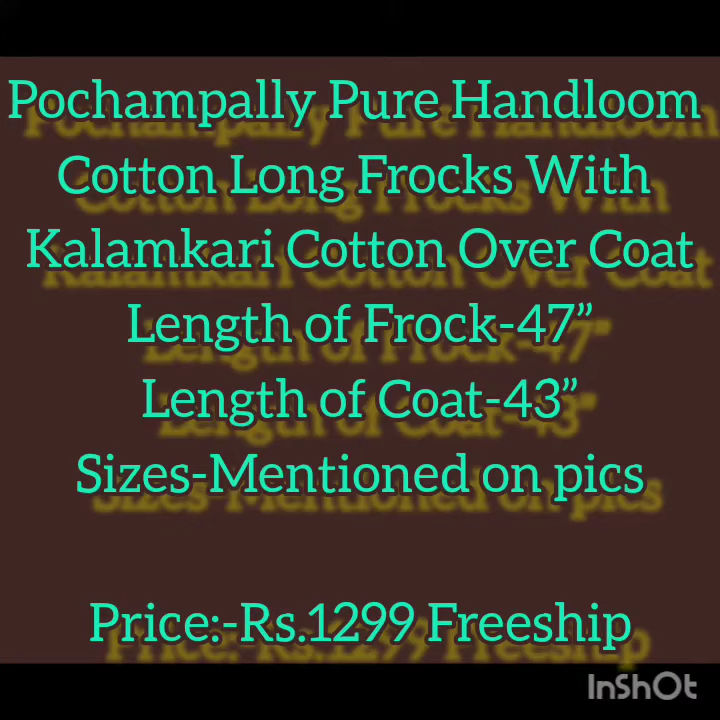 Pochampally Pure Handloom
Cotton Long Frocks With
Kalamkari Cotton Over Coat
Length of Frock-47”
Length of Coat-43”
Sizes-Mentioned on pics
Price:-Rs.1299 Freeship
InShOt